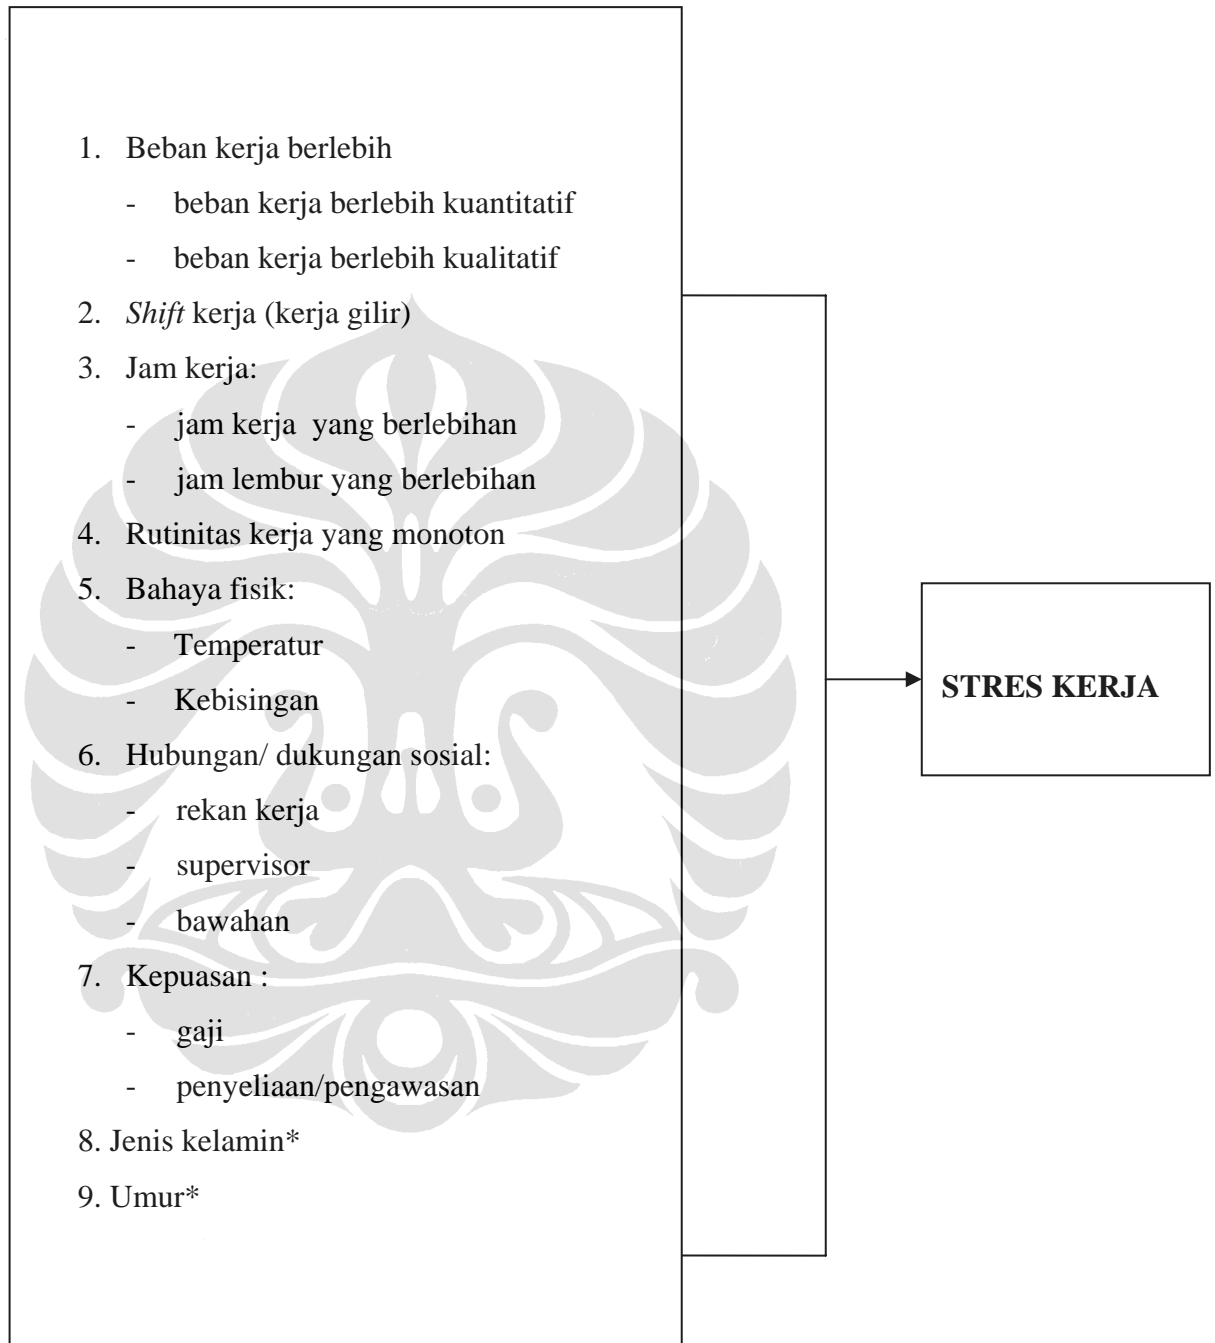 1. Beban kerja berlebih
- beban kerja berlebih kuantitatif
- beban kerja berlebih kualitatif
2. Shift kerja (kerja gilir)
3. Jam kerja:
- jam kerja yang berlebihan
- jam lembur yang berlebihan
4. Rutinitas kerja yang monoton
5. Bahaya fisik:
- Temperatur
- Kebisingan
6. Hubungan/ dukungan sosial:
- rekan kerja
- supervisor
- bawahan
7. Kepuasan :
- gaji
- penyeliaan/pengawasan
8. Jenis kelamin*
9. Umur*
STRES KERJA